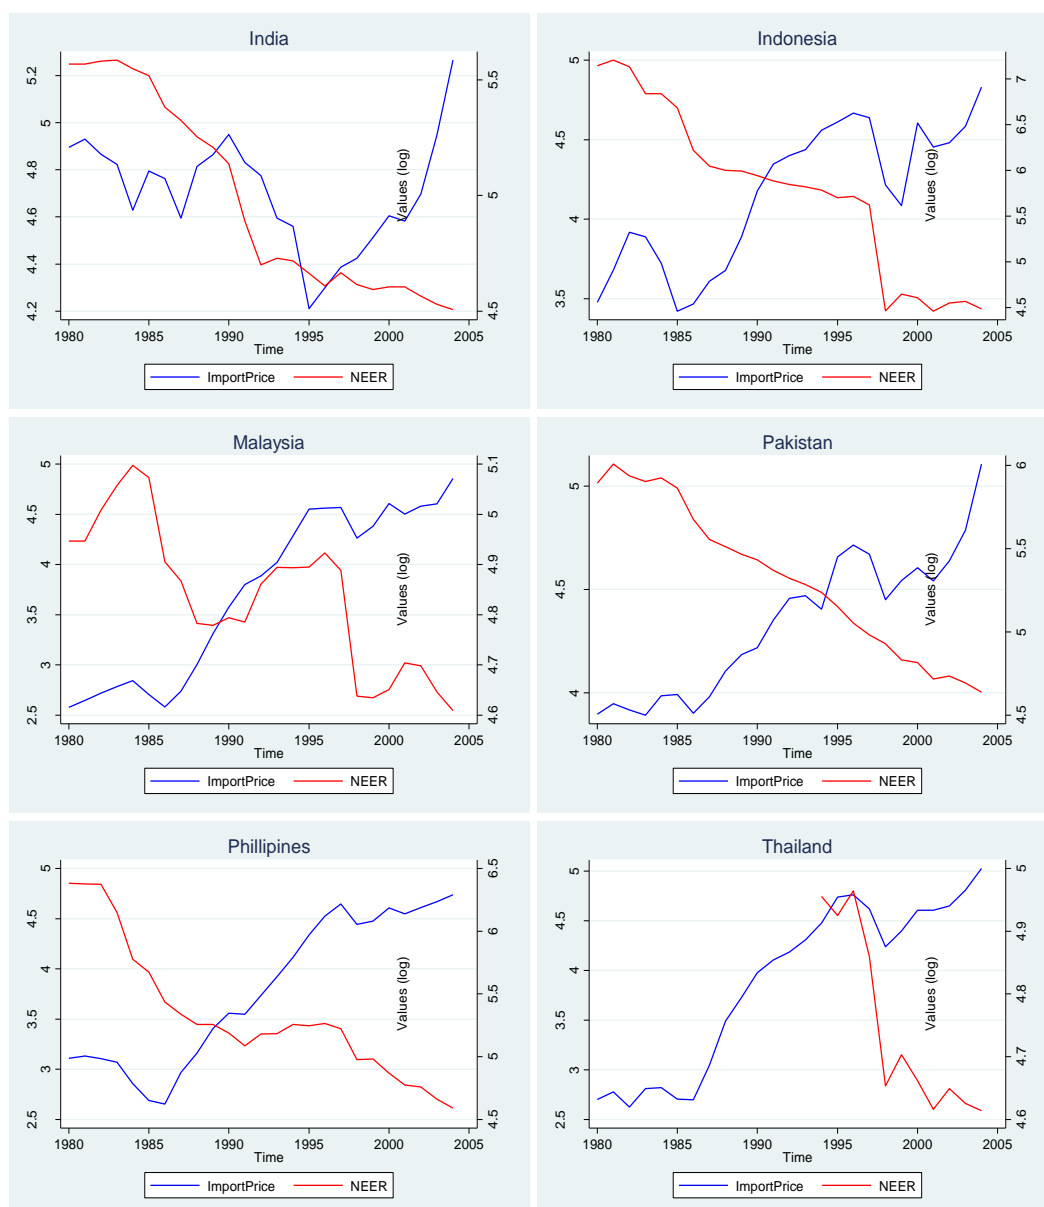 India
4.2 4.4 4.6 4.8 5 5.2
4.5 5 5.5
Values (log)
1980 1985 1990 1995 2000 2005
Time
ImportPrice NEER
Indonesia
3.5 4 4.5 5
4.5 5 5.5 6 6.5 7
Values (log)
1980 1985 1990 1995 2000 2005
Time
ImportPrice NEER
Malaysia
2.5 3 3.5 4 4.5 5
4.6 4.7 4.8 4.9 5 5.1
Values (log)
1980 1985 1990 1995 2000 2005
Time
ImportPrice NEER
Pakistan
4 4.5 5
4.5 5 5.5 6
Values (log)
1980 1985 1990 1995 2000 2005
Time
ImportPrice NEER
Phillipines
2.5 3 3.5 4 4.5 5
4.5 5 5.5 6 6.5
Values (log)
1980 1985 1990 1995 2000 2005
Time
ImportPrice NEER
Thailand
2.5 3 3.5 4 4.5 5
4.6 4.7 4.8 4.9 5
Values (log)
1980 1985 1990 1995 2000 2005
Time
ImportPrice NEER